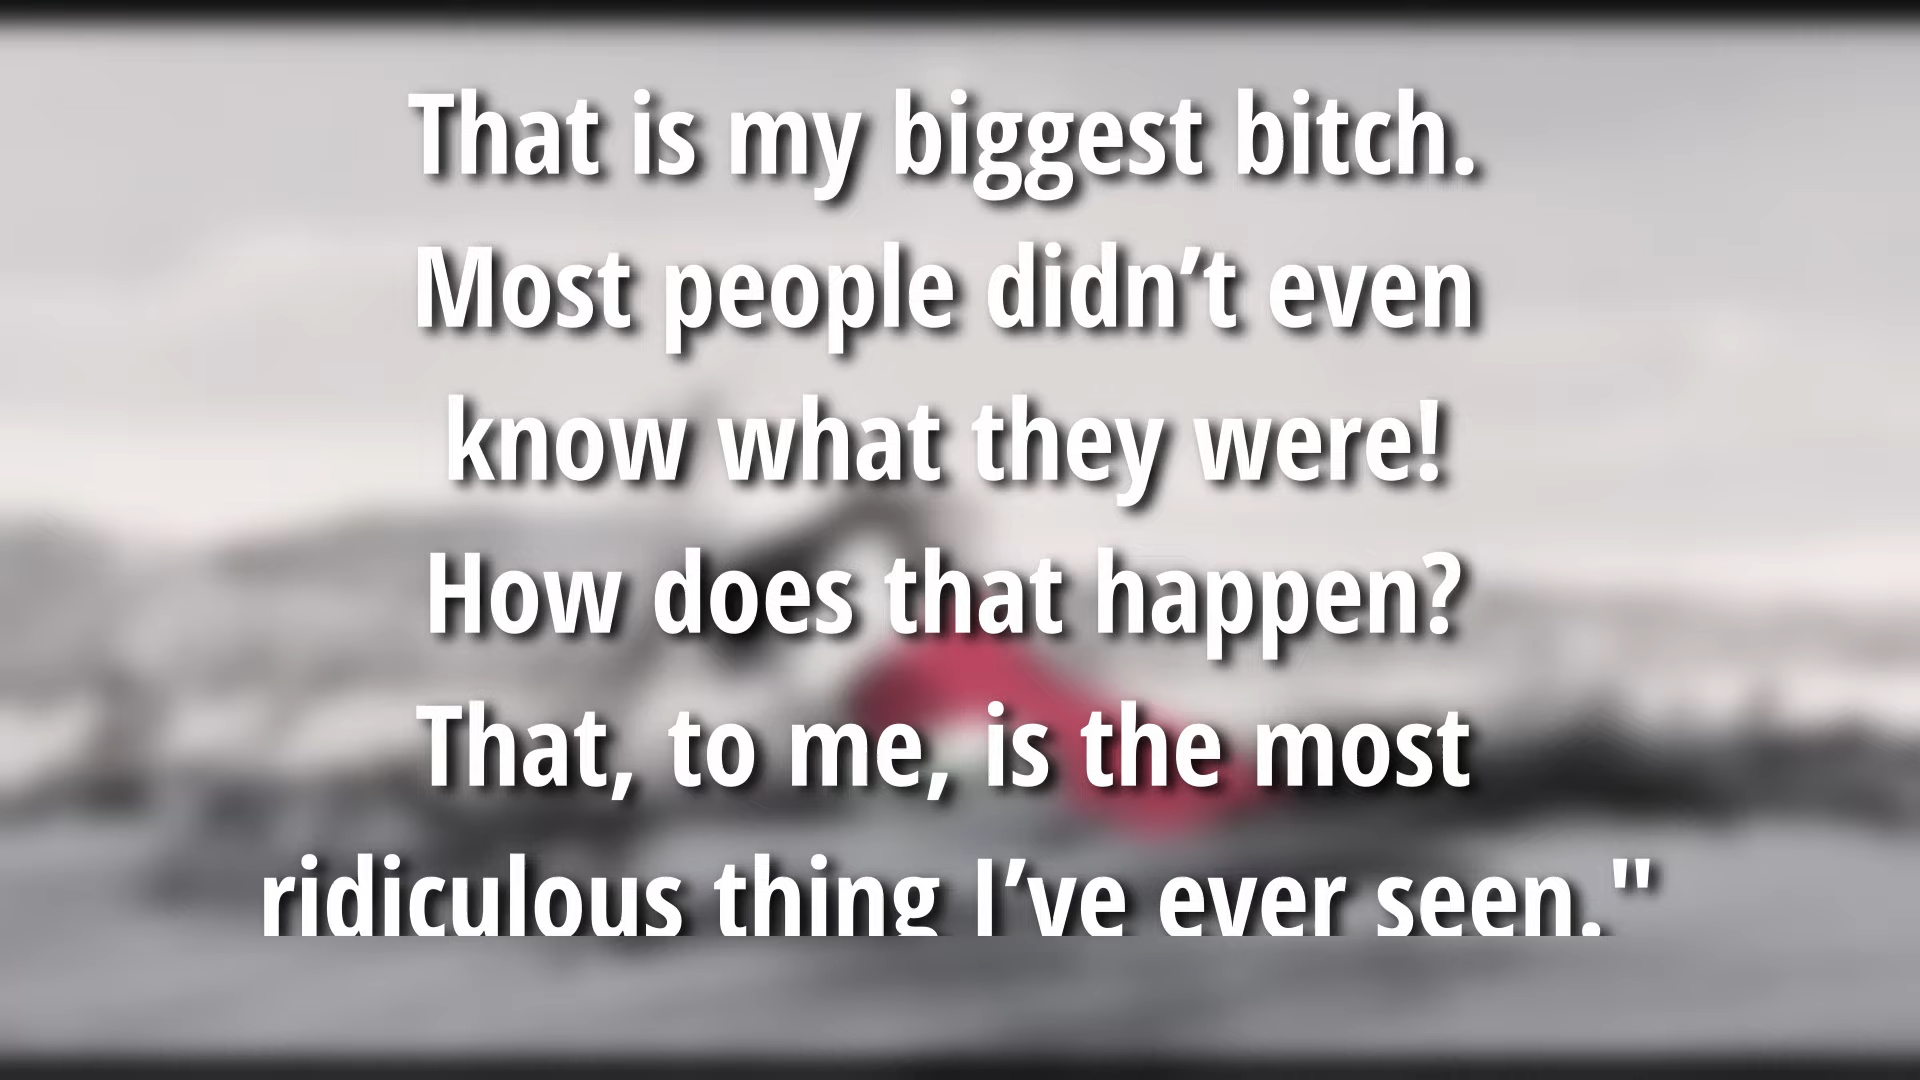 That is my biggest bitch.
Most people didn’t even
know what they were!
How does that happen?
That, to me, is the most
ridiculous thing I’ve ever seen."